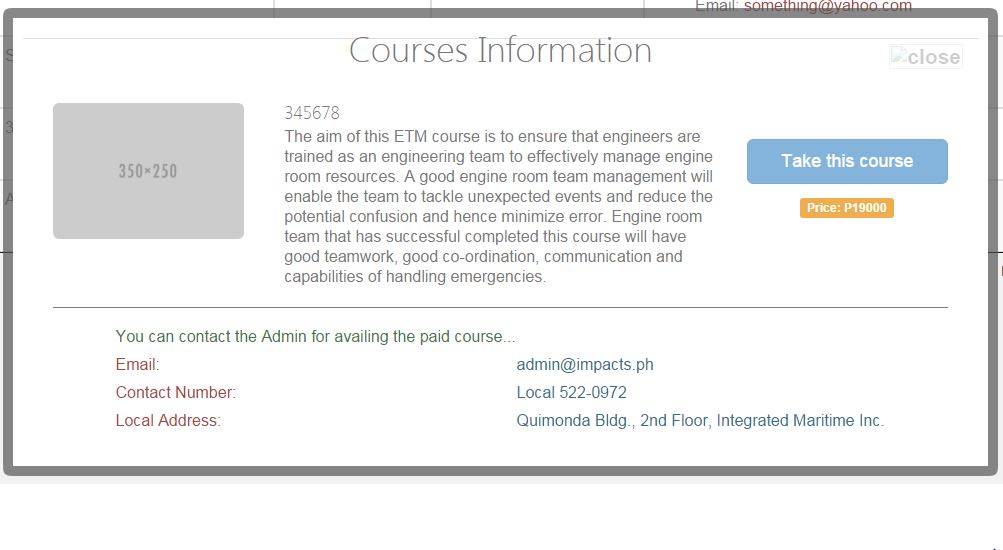 Email: something@yahoo.com
Courses Information
close
350×250
345678
The aim of this ETM course is to ensure that engineers are
trained as an engineering team to effectively manage engine
room resources. A good engine room team management will
enable the team to tackle unexpected events and reduce the
potential confusion and hence minimize error. Engine room
team that has successful completed this course will have
good teamwork, good co-ordination, communication and
capabilities of handling emergencies.
Take this course
Price: P19000
You can contact the Admin for availing the paid course...
Email: admin@impacts.ph
Contact Number: Local 522-0972
Local Address: Quimonda Bldg., 2nd Floor, Integrated Maritime Inc.